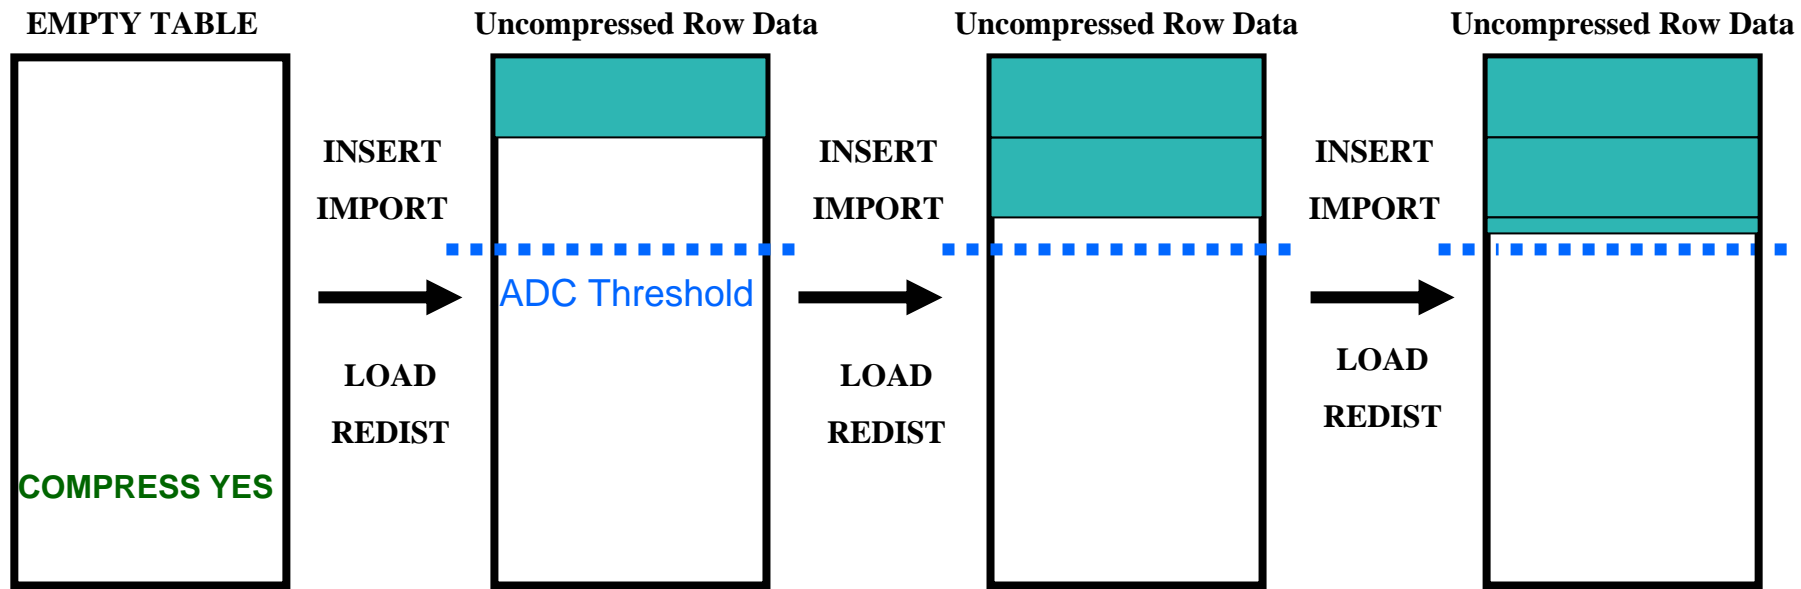 EMPTY TABLE
Uncompressed Row Data
Uncompressed Row Data
Uncompressed Row Data
INSERT
IMPORT
INSERT
IMPORT
INSERT
IMPORT
ADC Threshold
LOAD
REDIST
LOAD
REDIST
LOAD
REDIST
COMPRESS YES